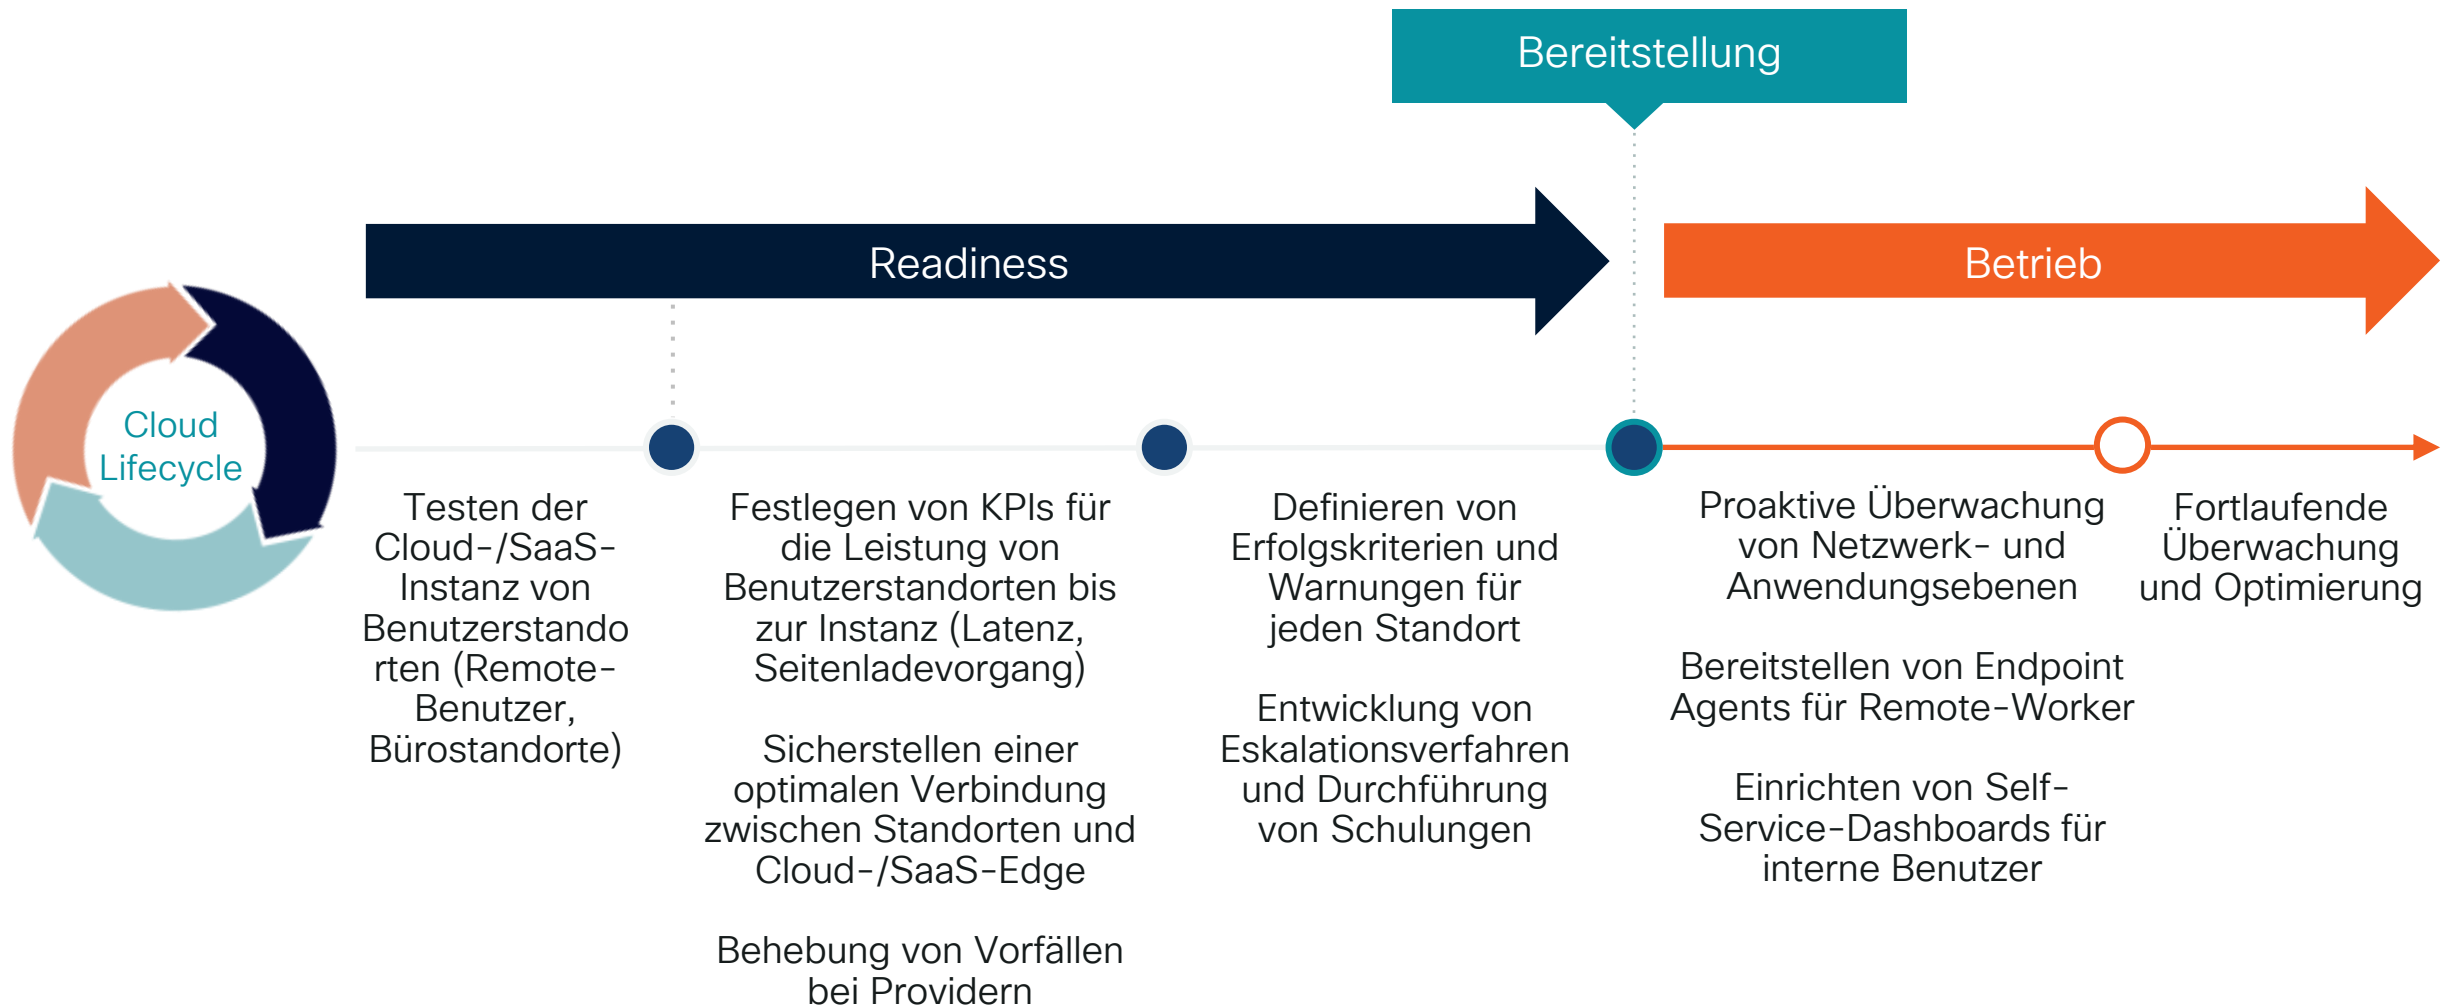 Bereitstellung
Readiness
Betrieb
Cloud
Lifecycle
Testen der
Cloud-/SaaS-
Instanz von
Benutzerstando
rten (Remote-
Benutzer,
Bürostandorte)
Festlegen von KPIs für
die Leistung von
Benutzerstandorten bis
zur Instanz (Latenz,
Seitenladevorgang)
Sicherstellen einer
optimalen Verbindung
zwischen Standorten und
Cloud-/SaaS-Edge
Behebung von Vorfällen
bei Providern
Definieren von
Erfolgskriterien und
Warnungen für
jeden Standort
Entwicklung von
Eskalationsverfahren
und Durchführung
von Schulungen
Proaktive Überwachung
von Netzwerk- und
Anwendungsebenen
Bereitstellen von Endpoint
Agents für Remote-Worker
Einrichten von Self-
Service-Dashboards für
interne Benutzer
Fortlaufende
Überwachung
und Optimierung